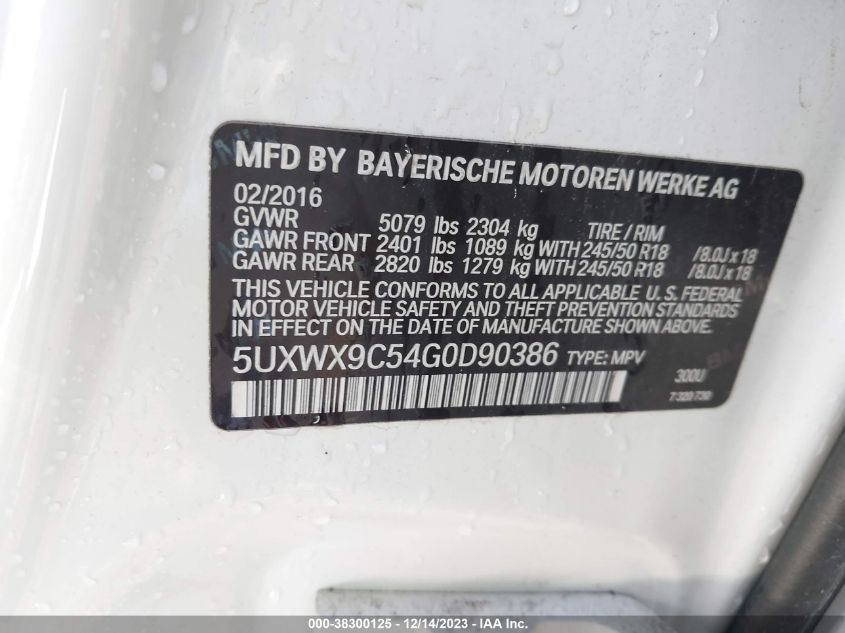 MFD BY BAYERISCHE MOTOREN WERKE AG
02/2016
GVWR 5079 lbs 2304 kg TIRE / RIM
GAWR FRONT 2401 lbs 1089 kg WITH 245/50 R18 /8.0J x 18
GAWR REAR 2820 lbs 1279 kg WITH 245/50 R18 /8.0J x 18
THIS VEHICLE CONFORMS TO ALL APPLICABLE U.S. FEDERAL
MOTOR VEHICLE SAFETY AND THEFT PREVENTION STANDARDS
IN EFFECT ON THE DATE OF MANUFACTURE SHOWN ABOVE.
5UXWX9C54G0D90386 TYPE: MPV
300U
7 320 730
000-38300125 - 12/14/2023 - IAA Inc.